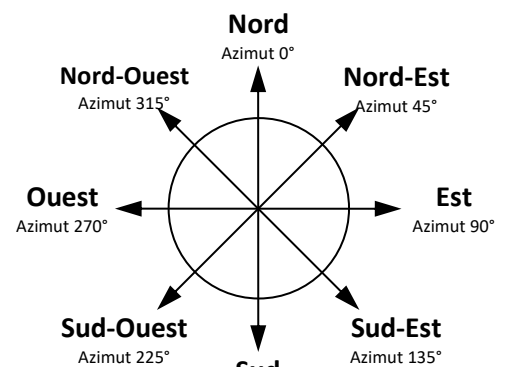 Nord
Azimut 0°
Nord-Ouest
Azimut 315°
Nord-Est
Azimut 45°
Ouest
Azimut 270°
Est
Azimut 90°
Sud-Ouest
Azimut 225°
Sud-Est
Azimut 135°
Sud